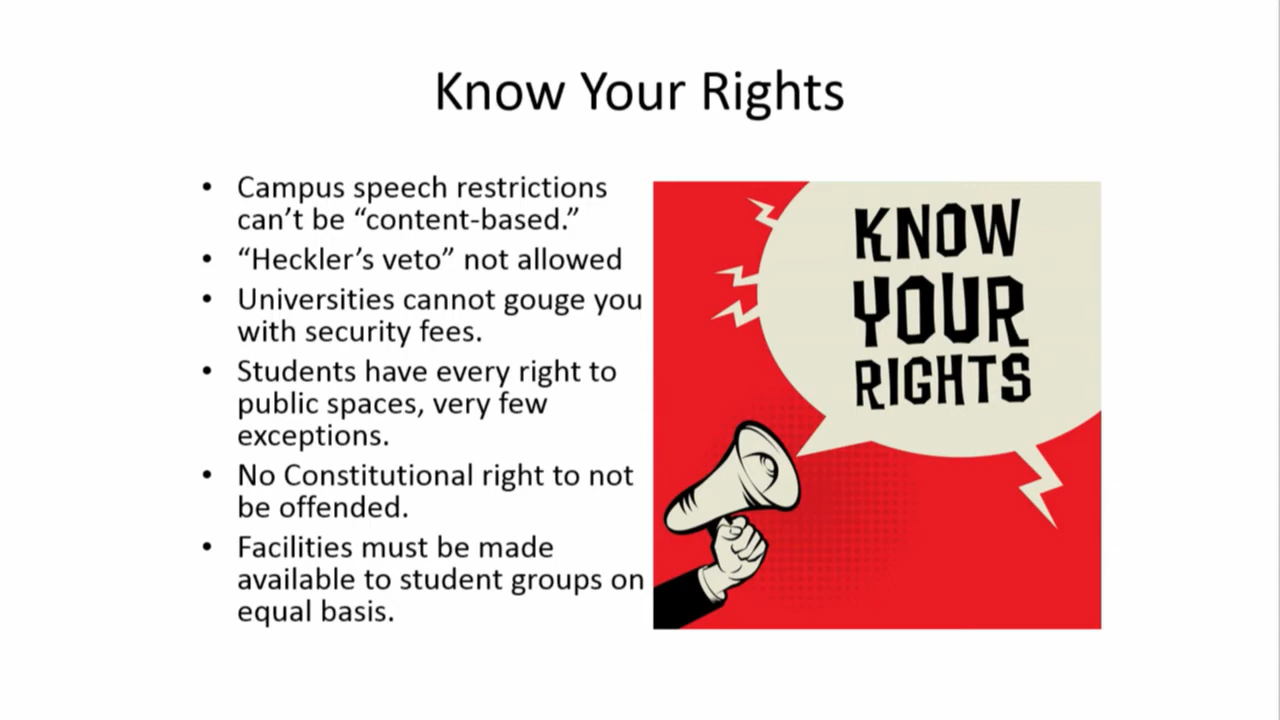 Know Your Rights
• Campus speech restrictions
can’t be “content-based.”
• “Heckler’s veto” not allowed
• Universities cannot gouge you
with security fees.
• Students have every right to
public spaces, very few
exceptions.
• No Constitutional right to not
be offended.
• Facilities must be made
available to student groups on
equal basis.
KNOW
YOUR
RIGHTS